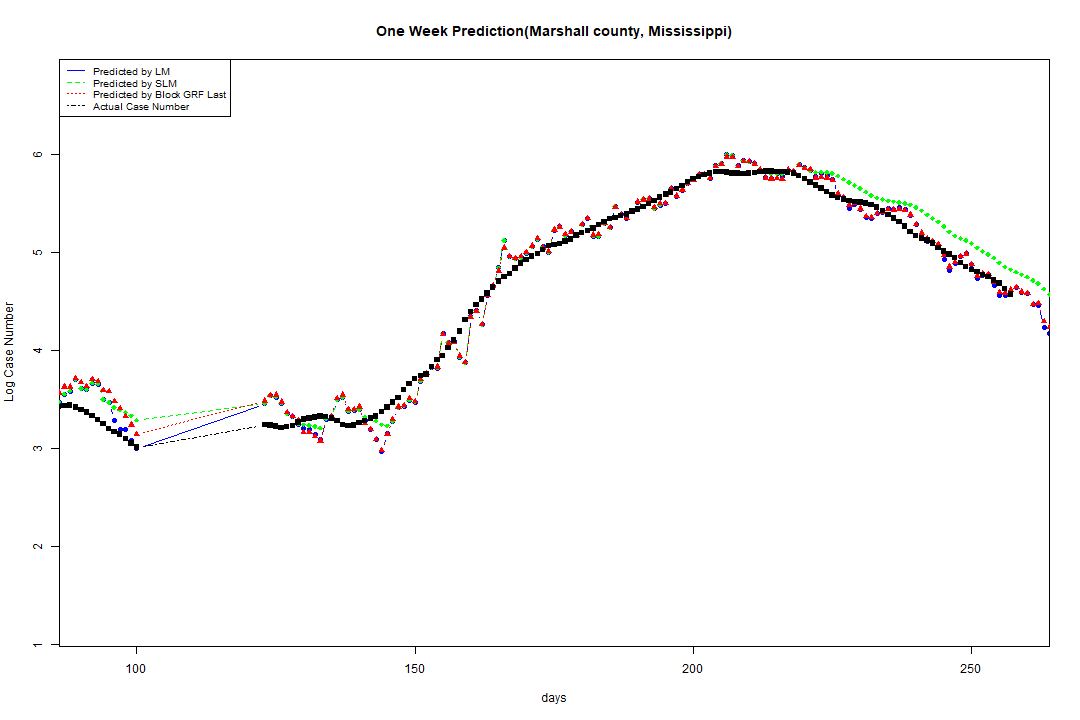 One Week Prediction(Marshall county, Mississippi)
Predicted by LM
Predicted by SLM
Predicted by Block GRF Last
Actual Case Number
Log Case Number
6
5
4
3
2
1
100 150 200 250
days